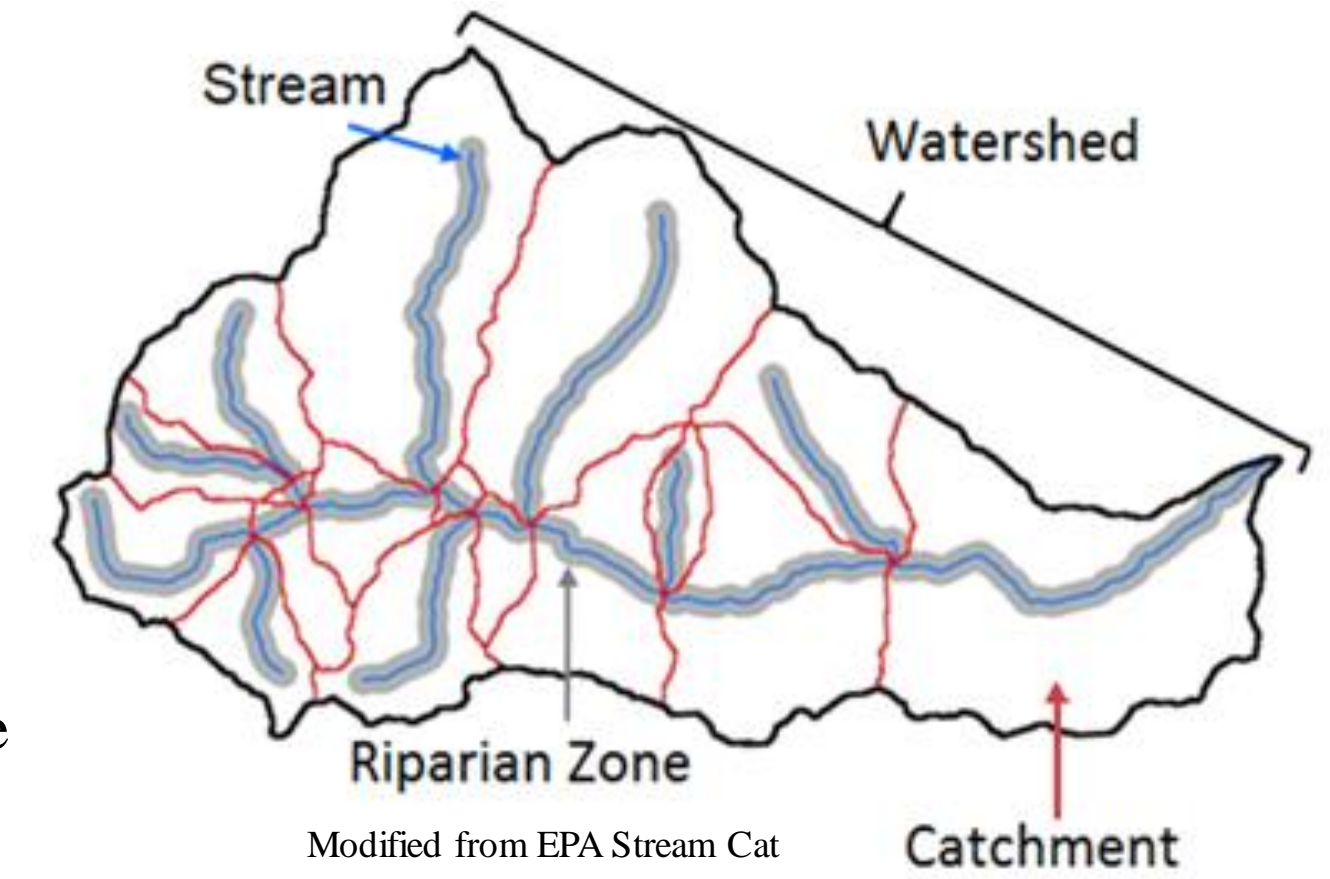 Stream
Watershed
e
Riparian Zone
Modified from EPA Stream Cat
Catchment